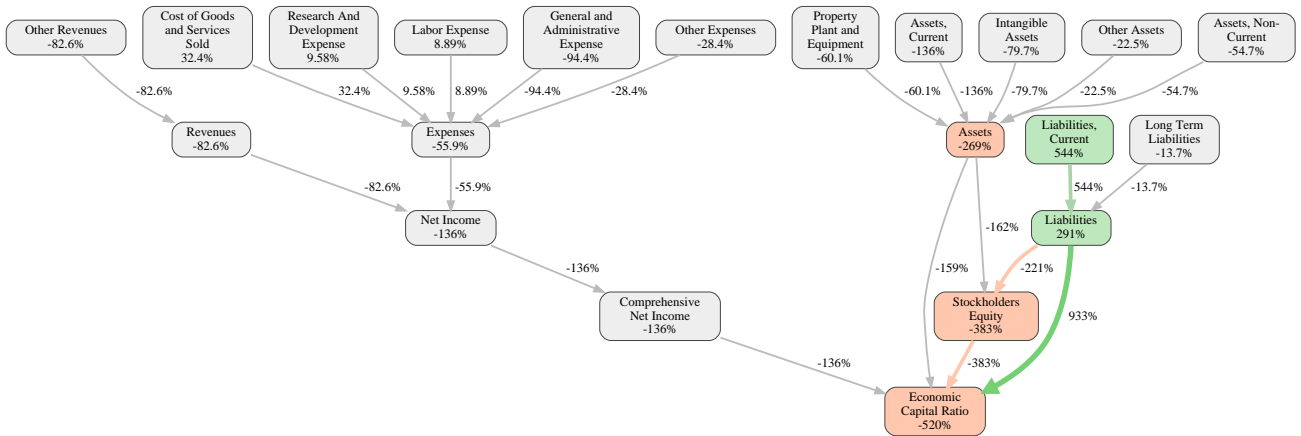 Other Revenues
-82.6%
Cost of Goods
and Services
Sold
32.4%
Research And
Development
Expense
9.58%
Labor Expense
8.89%
General and
Administrative
Expense
-94.4%
Other Expenses
-28.4%
Property
Plant and
Equipment
-60.1%
Assets,
Current
-136%
Intangible
Assets
-79.7%
Other Assets
-22.5%
Assets, Non-
Current
-54.7%
-82.6%
32.4%
9.58%
8.89%
-94.4%
-28.4%
-60.1%
-136%
-79.7%
-22.5%
-54.7%
Revenues
-82.6%
Expenses
-55.9%
Assets
-269%
Liabilities,
Current
544%
Long Term
Liabilities
-13.7%
-82.6%
-55.9%
544%
-13.7%
Net Income
-136%
-162%
Liabilities
291%
-136%
-159%
-221%
Comprehensive
Net Income
-136%
Stockholders
Equity
-383%
933%
-136%
-383%
Economic
Capital Ratio
-520%